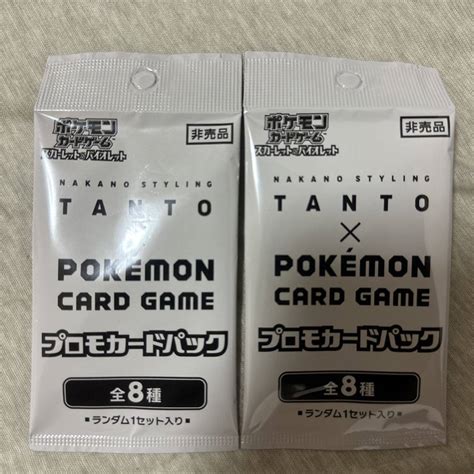 ポケモン
カードゲーム
スカーレット&バイオレット
非売品
NAKANO STYLING
TANTO
×
POKÉMON
CARD GAME
プロモカードパック
全8種
■ランダム1セット入り■
ポケモン
カードゲーム
スカーレット&バイオレット
非売品
NAKANO STYLING
TANTO
×
POKÉMON
CARD GAME
プロモカードパック
全8種
■ランダム1セット入り■